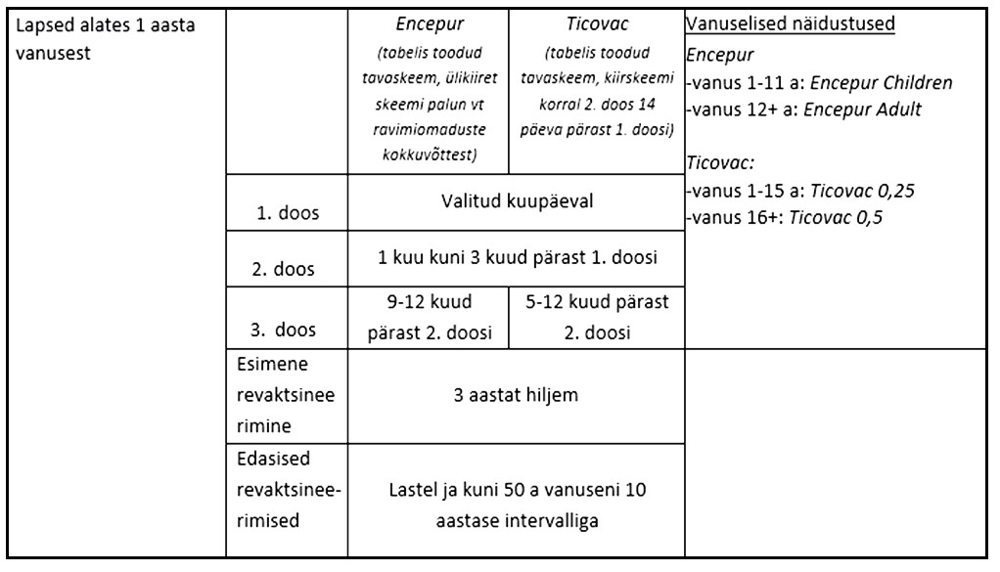 Lapsed alates 1 aasta
vanusest
Encepur
(tabelis toodud
tavaskeem, ülikiiret
skeemi palun vt
ravimiomaduste
kokkuvõttest)
Ticovac
(tabelis toodud
tavaskeem, kiirskeemi
korral 2. doos 14
päeva pärast 1. doosi)
Vanuselised näidustused
Encepur
-vanus 1-11 a: Encepur Children
-vanus 12+ a: Encepur Adult
Ticovac:
-vanus 1-15 a: Ticovac 0,25
-vanus 16+: Ticovac 0,5
1. doos
Valitud kuupäeval
2. doos
1 kuu kuni 3 kuud pärast 1. doosi
3. doos
9-12 kuud
pärast 2. doosi
5-12 kuud pärast
2. doosi
Esimene
revaktsinee
rimine
3 aastat hiljem
Edasised
revaktsinee-
rimised
Lastel ja kuni 50 a vanuseni 10
aastase intervalliga